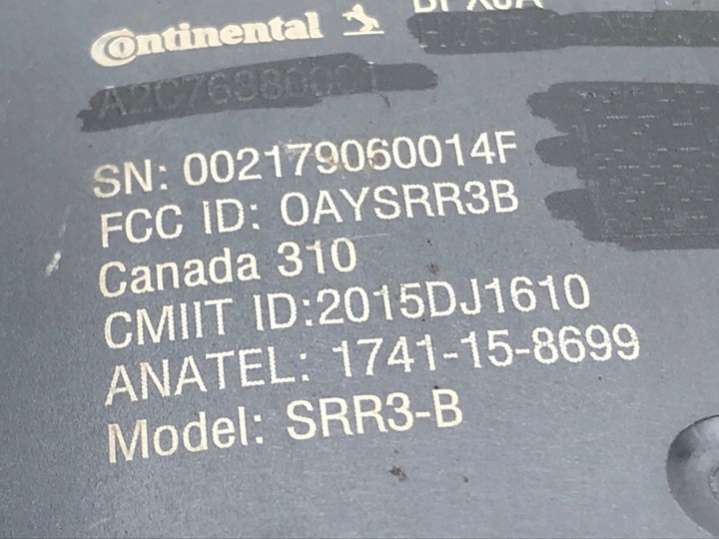 Continental
SN: 002179060014F
FCC ID: OAYSRR3B
Canada 310
CMIIT ID:2015DJ1610
ANATEL: 1741-15-8699
Model: SRR3-B